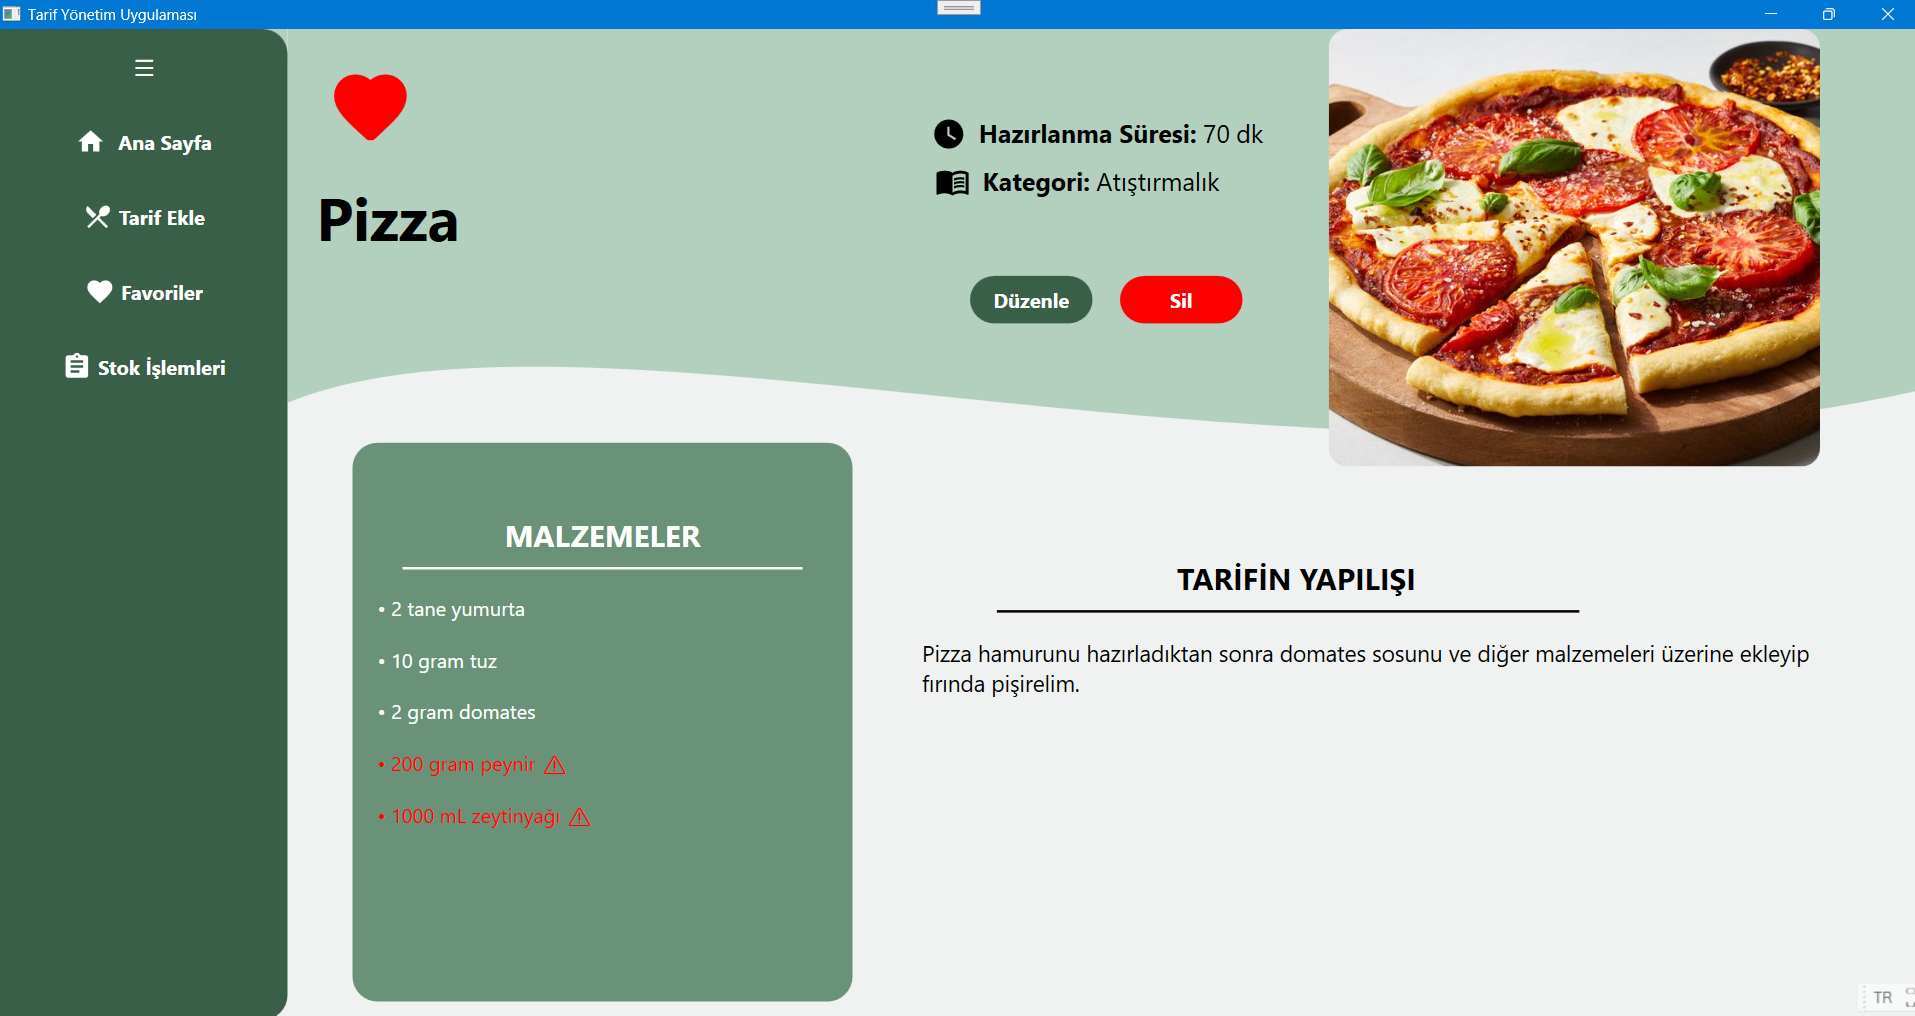 Tarif Yönetim Uygulaması
Ana Sayfa
Tarif Ekle
Favoriler
Stok İşlemleri
Pizza
Hazırlanma Süresi: 70 dk
Kategori: Atıştırmalık
Düzenle
Sil
MALZEMELER
• 2 tane yumurta
• 10 gram tuz
• 2 gram domates
• 200 gram peynir ⚠
• 1000 mL zeytinyağı ⚠
TARİFİN YAPILIŞI
Pizza hamurunu hazırladıktan sonra domates sosunu ve diğer malzemeleri üzerine ekleyip
fırında pişirelim.
TR